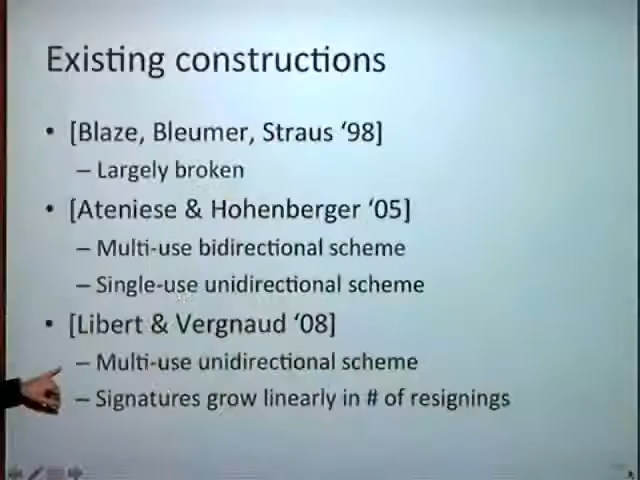 Existing constructions
• [Blaze, Bleumer, Straus ‘98]
– Largely broken
• [Ateniese & Hohenberger ‘05]
– Multi-use bidirectional scheme
– Single-use unidirectional scheme
• [Libert & Vergnaud ‘08]
– Multi-use unidirectional scheme
– Signatures grow linearly in # of resignings